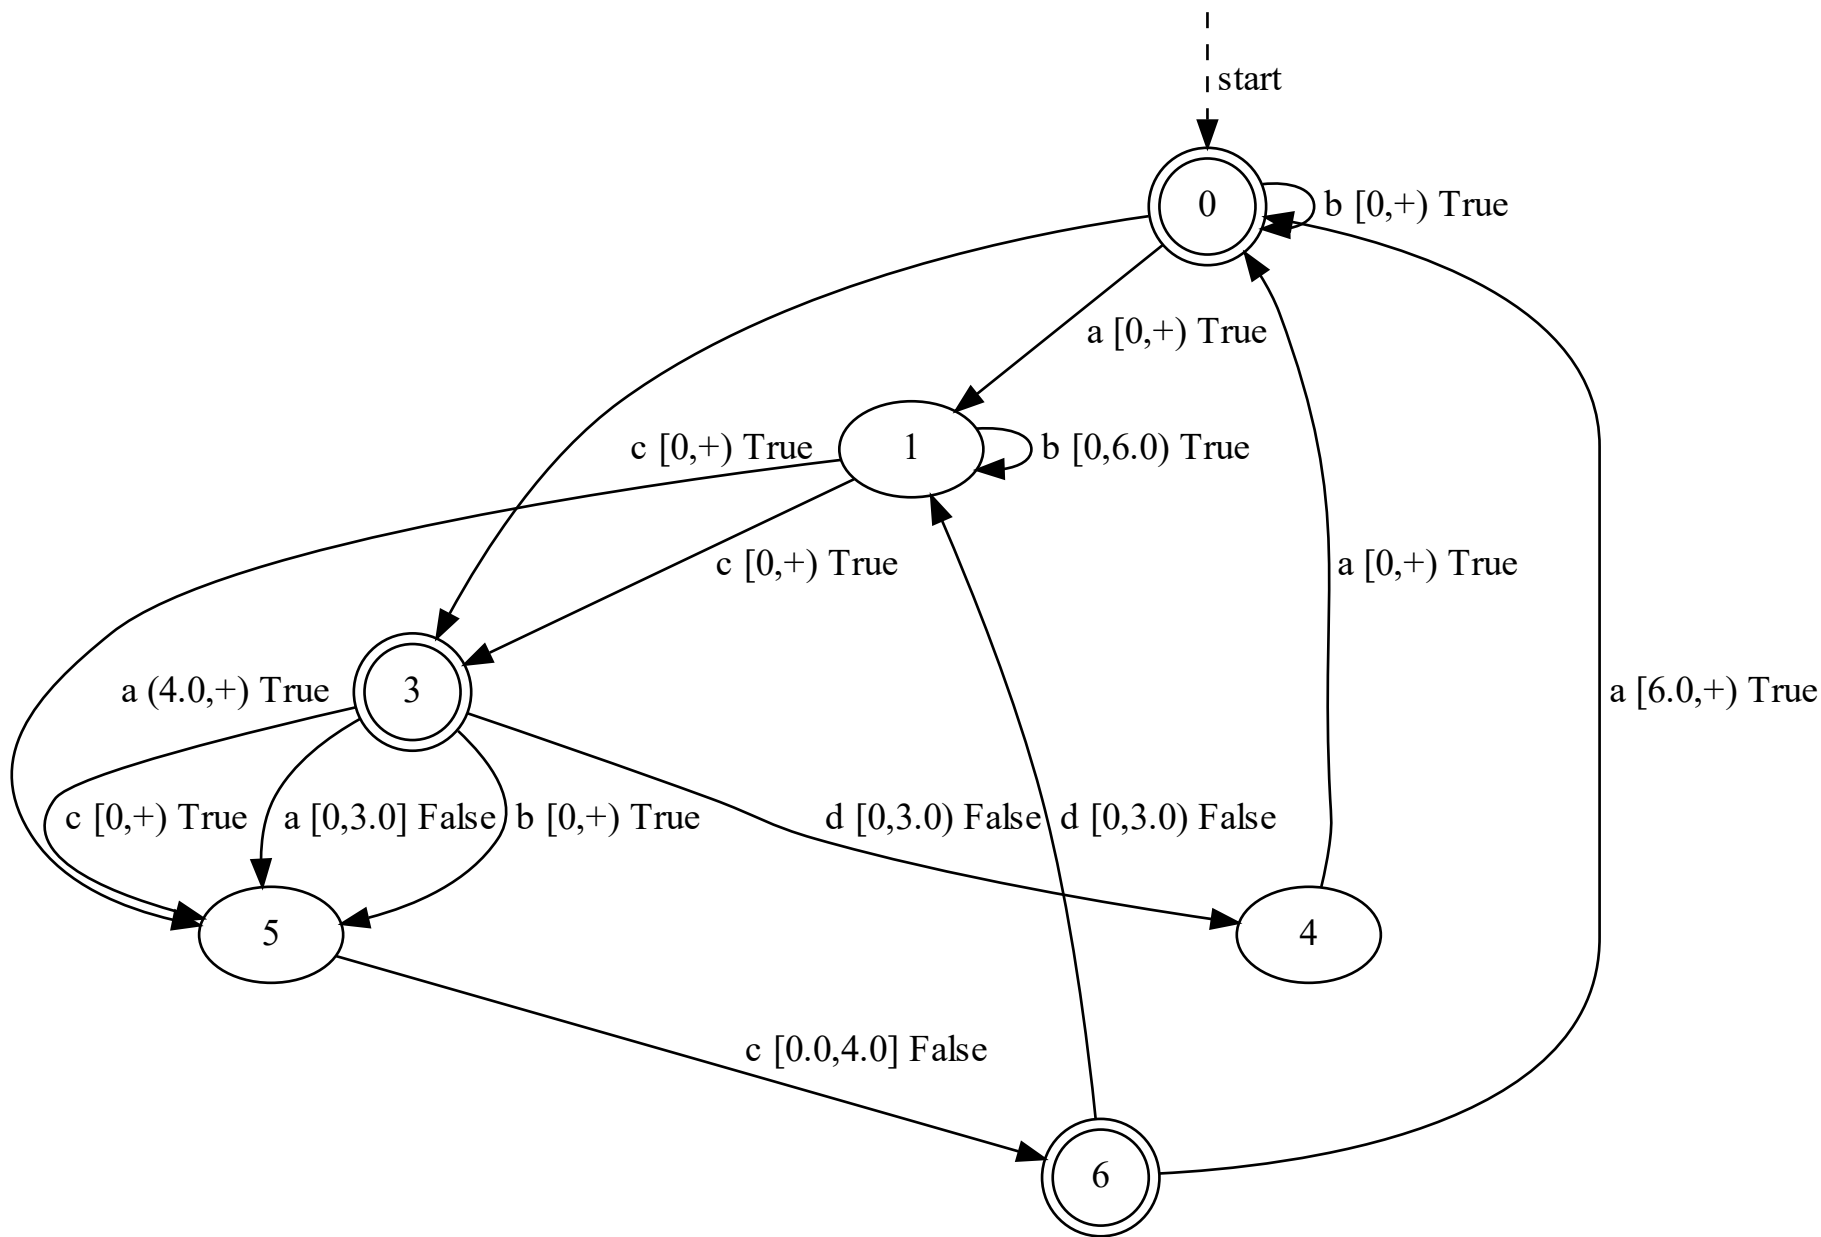 start
0
b [0,+) True
a [0,+) True
c [0,+) True
1
b [0,6.0) True
c [0,+) True
a [0,+) True
a (4.0,+) True
3
a [6.0,+) True
c [0,+) True
a [0,3.0] False
b [0,+) True
d [0,3.0) False
d [0,3.0) False
5
4
c [0.0,4.0] False
6